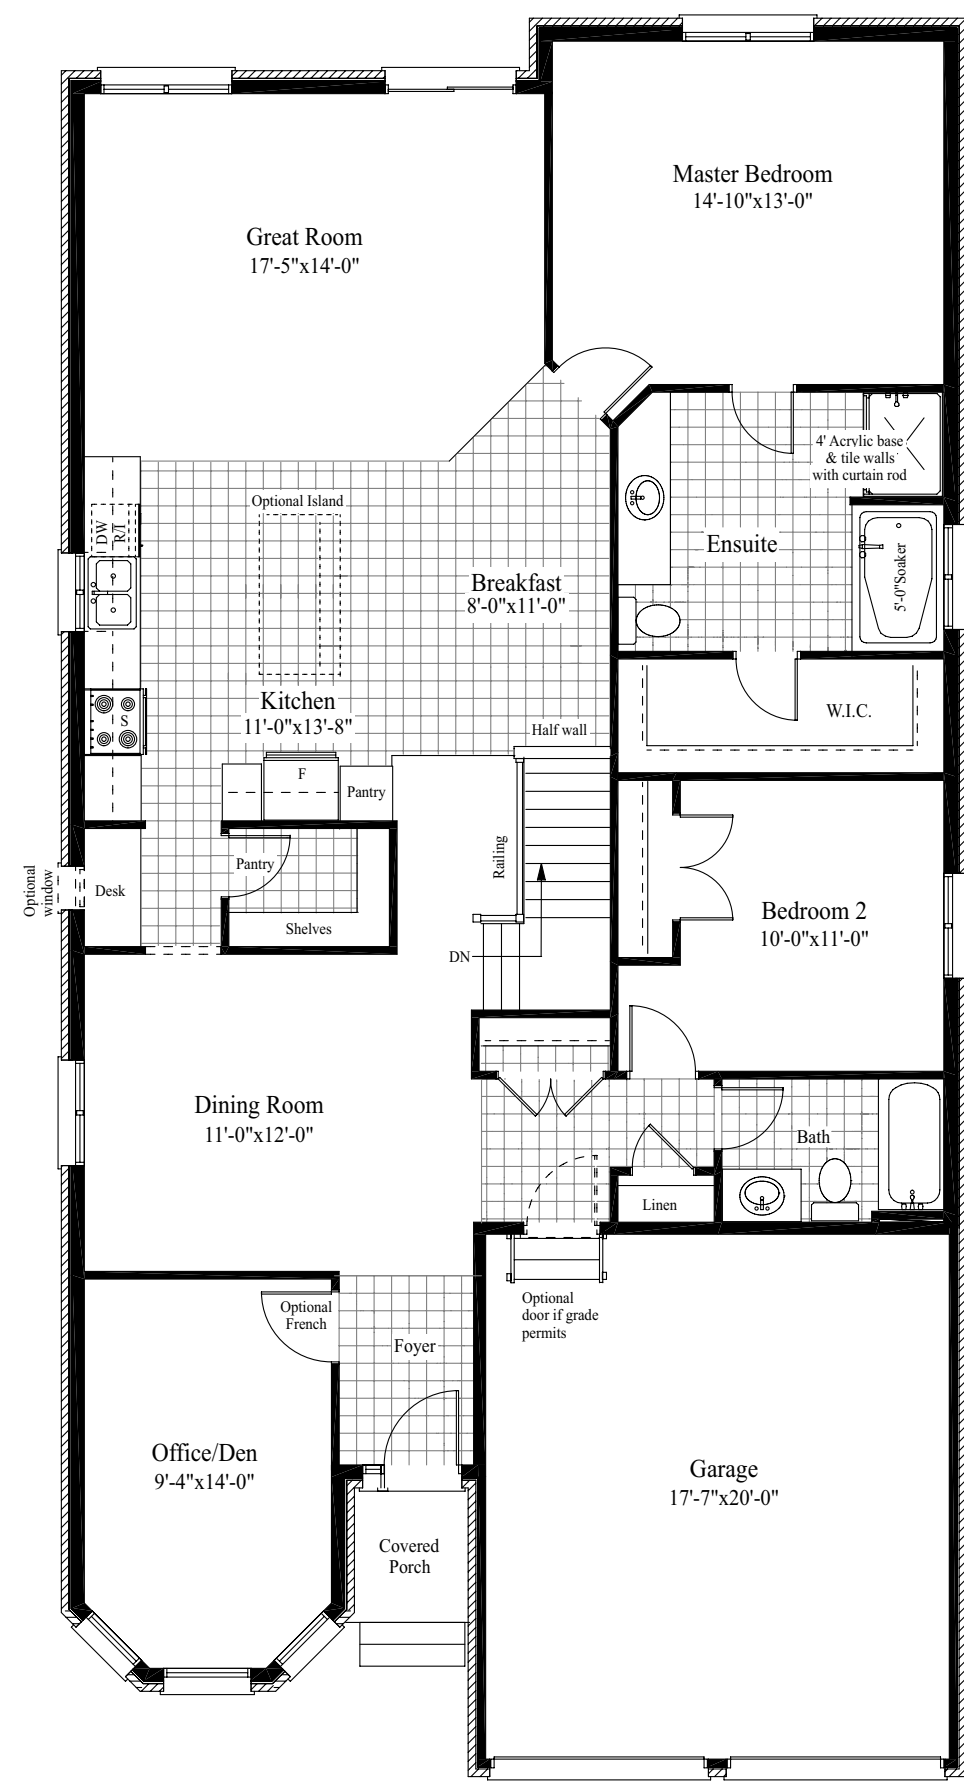 Master Bedroom
14'-10"x13'-0"
Great Room
17'-5"x14'-0"
4' Acrylic base
& tile walls
with curtain rod
Optional Island
DW
R/I
Ensuite
5'-0"Soaker
Breakfast
8'-0"x11'-0"
Kitchen
11'-0"x13'-8"
S
W.I.C.
Half wall
F
Pantry
Railing
Optional
window
Desk
Pantry
Shelves
Bedroom 2
10'-0"x11'-0"
DN
Dining Room
11'-0"x12'-0"
Bath
Linen
Optional
door if grade
permits
Optional
French
Foyer
Office/Den
9'-4"x14'-0"
Garage
17'-7"x20'-0"
Covered
Porch